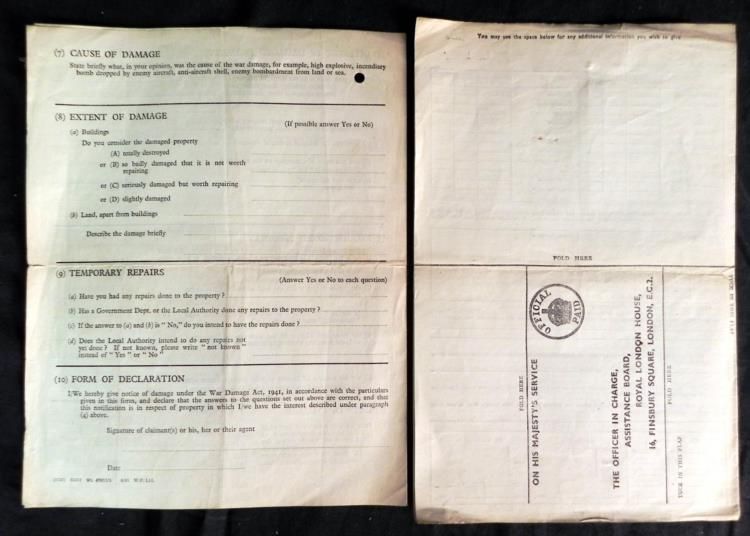 (7) CAUSE OF DAMAGE
State briefly what, in your opinion, was the cause of the war damage, for example, high explosive, incendiary
bomb dropped by enemy aircraft, anti-aircraft shell, enemy bombardment from land or sea.
(8) EXTENT OF DAMAGE
(If possible answer Yes or No)
(a) Buildings
Do you consider the damaged property
(A) totally destroyed
or (B) so badly damaged that it is not worth
repairing
or (C) seriously damaged but worth repairing
or (D) slightly damaged
(b) Land, apart from buildings
Describe the damage briefly
(9) TEMPORARY REPAIRS
(Answer Yes or No to each question)
(a) Have you had any repairs done to the property ?
(b) Has a Government Dept. or the Local Authority done any repairs to the property ?
(c) If the answer to (a) and (b) is “ No,” do you intend to have the repairs done ?
(d) Does the Local Authority intend to do any repairs not
yet done ? If not known, please write “ not known ”
instead of “ Yes ” or “ No ”
(10) FORM OF DECLARATION
I/We hereby give notice of damage under the War Damage Act, 1941, in accordance with the particulars
given in this form, and declare that the answers to the questions set out above are correct, and that
this notification is in respect of property in which I/we have the interest described under paragraph
(4) above.
Signature of claimant(s) or his, her or their agent
Date
You may use the space below for any additional information you wish to give
FOLD HERE
FOLD HERE
ON HIS MAJESTY'S SERVICE
OFFICIAL
PAID
THE OFFICER IN CHARGE,
ASSISTANCE BOARD,
ROYAL LONDON HOUSE,
16, FINSBURY SQUARE, LONDON, E.C.2.
FOLD HERE
TUCK IN THIS FLAP